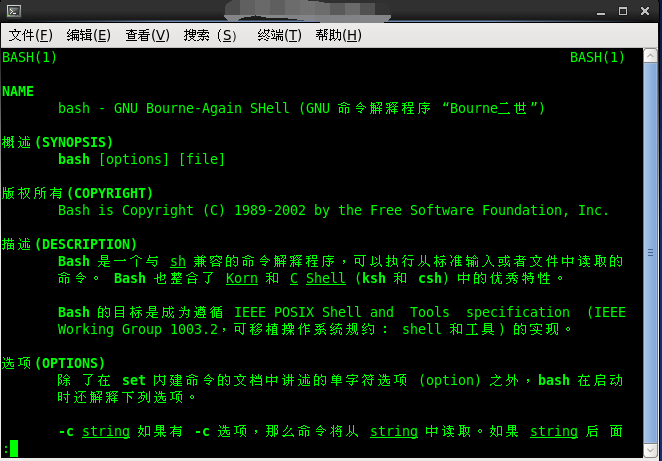 文件(F) 编辑(E) 查看(V) 搜索 (S) 终端(T) 帮助(H)
BASH(1) BASH(1)
NAME
bash - GNU Bourne-Again SHell (GNU 命令解释程序 “Bourne二世”)
概述(SYNOPSIS)
bash [options] [file]
版权所有(COPYRIGHT)
Bash is Copyright (C) 1989-2002 by the Free Software Foundation, Inc.
描述(DESCRIPTION)
Bash 是一个与 sh 兼容的命令解释程序，可以执行从标准输入或者文件中读取的
命令。 Bash 也整合了 Korn 和 C Shell (ksh 和 csh) 中的优秀特性。
Bash 的目标是成为遵循 IEEE POSIX Shell and Tools specification (IEEE
Working Group 1003.2，可移植操作系统规约： shell 和工具) 的实现。
选项(OPTIONS)
除 了在 set 内建命令的文档中讲述的单字符选项 (option) 之外，bash 在启动
时还解释下列选项。
-c string 如果有 -c 选项，那么命令将从 string 中读取。如果 string 后 面
: